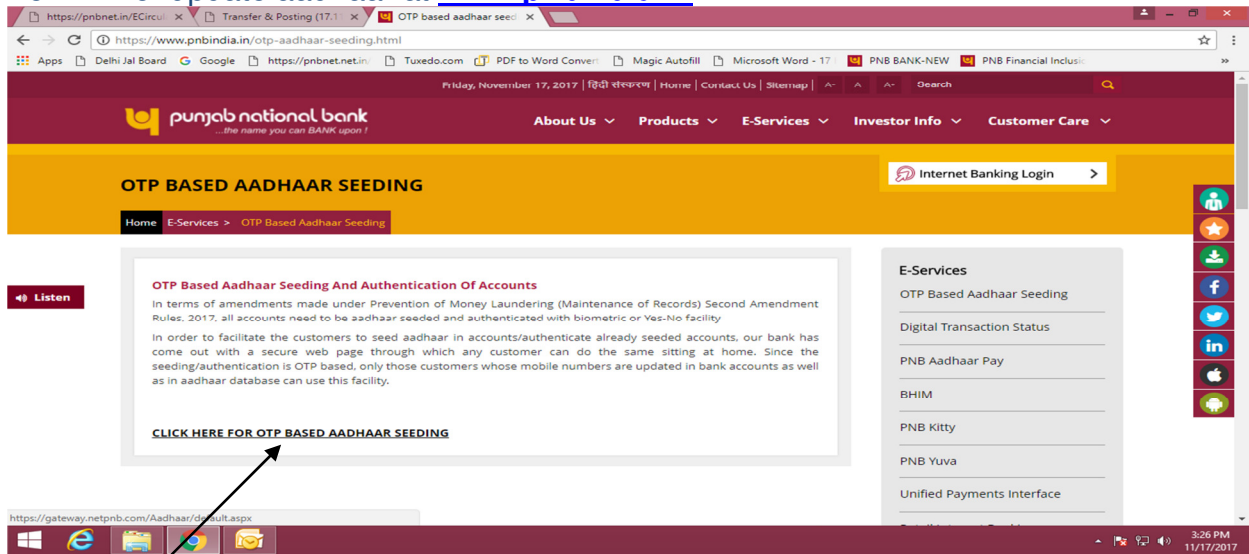 https://pnbnet.in/ECircul
Transfer & Posting (17.11
OTP based aadhaar seed
https://www.pnbindia.in/otp-aadhaar-seeding.html
Apps Delhi Jal Board Google https://pnbnet.net.in/ Tuxedo.com PDF to Word Convert Magic Autofill Microsoft Word - 17 PNB BANK-NEW PNB Financial Inclusio »
Friday, November 17, 2017 | हिंदी संस्करण | Home | Contact Us | Sitemap | A- A A+ Search
punjab national bank
...the name you can BANK upon !
About Us Products E-Services Investor Info Customer Care
Internet Banking Login >
OTP BASED AADHAAR SEEDING
Home E-Services > OTP Based Aadhaar Seeding
Listen
OTP Based Aadhaar Seeding And Authentication Of Accounts
In terms of amendments made under Prevention of Money Laundering (Maintenance of Records) Second Amendment
Rules, 2017, all accounts need to be aadhaar seeded and authenticated with biometric or Yes-No facility
In order to facilitate the customers to seed aadhaar in accounts/authenticate already seeded accounts, our bank has
come out with a secure web page through which any customer can do the same sitting at home. Since the
seeding/authentication is OTP based, only those customers whose mobile numbers are updated in bank accounts as well
as in aadhaar database can use this facility.
CLICK HERE FOR OTP BASED AADHAAR SEEDING
E-Services
OTP Based Aadhaar Seeding
Digital Transaction Status
PNB Aadhaar Pay
BHIM
PNB Kitty
PNB Yuva
Unified Payments Interface
https://gateway.netpnb.com/Aadhaar/default.aspx
3:26 PM
11/17/2017